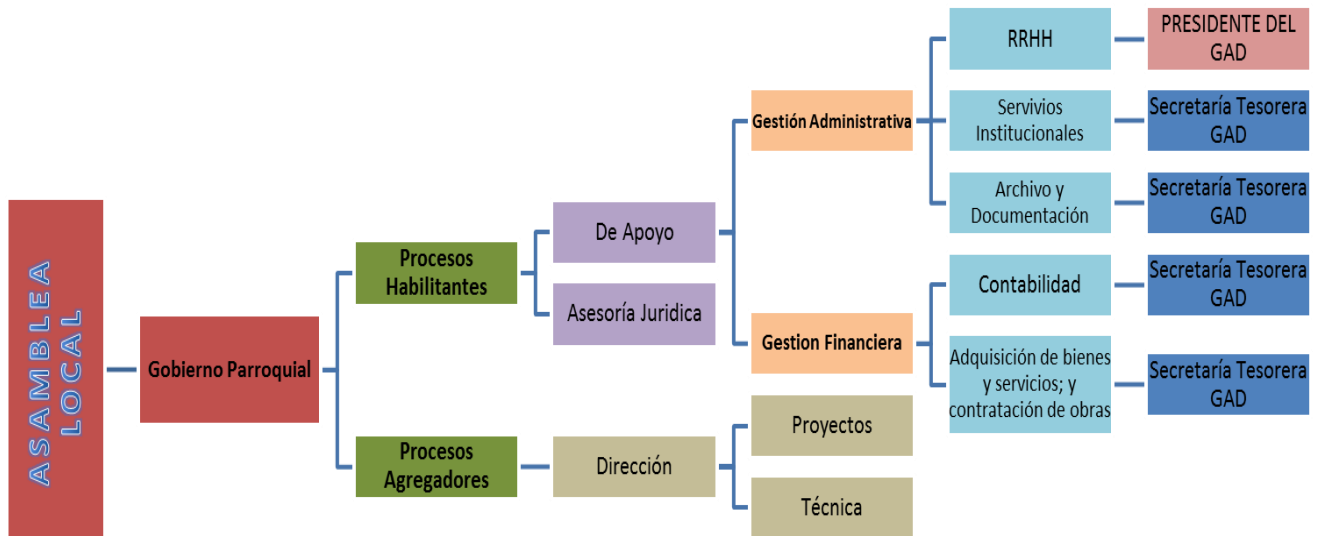 ASAMBLEA
LOCAL
Gobierno Parroquial
Procesos
Habilitantes
De Apoyo
Gestión Administrativa
RRHH
PRESIDENTE DEL
GAD
Servivios
Institucionales
Secretaría Tesorera
GAD
Archivo y
Documentación
Secretaría Tesorera
GAD
Gestion Financiera
Contabilidad
Secretaría Tesorera
GAD
Adquisición de bienes
y servicios; y
contratación de obras
Secretaría Tesorera
GAD
Asesoría Juridica
Procesos
Agregadores
Dirección
Proyectos
Técnica